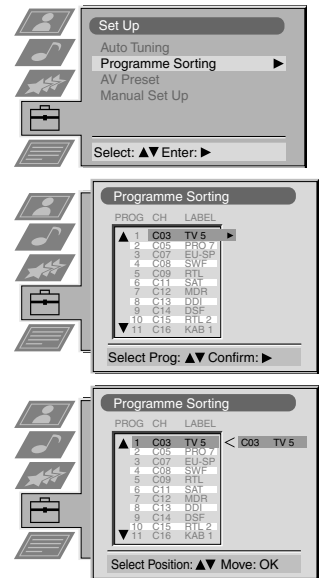 Set Up
Auto Tuning
Programme Sorting ▶
AV Preset
Manual Set Up
Select: ▲▼ Enter: ▶
Programme Sorting
PROG CH LABEL
▲ 1 C03 TV 5 ▶
2 C05 PRO 7
3 C07 EU-SP
4 C08 SWF
5 C09 RTL
6 C11 SAT
7 C12 MDR
8 C13 DDI
9 C14 DSF
10 C15 RTL 2
▼ 11 C16 KAB 1
Select Prog: ▲▼ Confirm: ▶
Programme Sorting
PROG CH LABEL
▲ 1 C03 TV 5 < C03 TV 5
2 C05 PRO 7
3 C07 EU-SP
4 C08 SWF
5 C09 RTL
6 C11 SAT
7 C12 MDR
8 C13 DDI
9 C14 DSF
10 C15 RTL 2
▼ 11 C16 KAB 1
Select Position: ▲▼ Move: OK